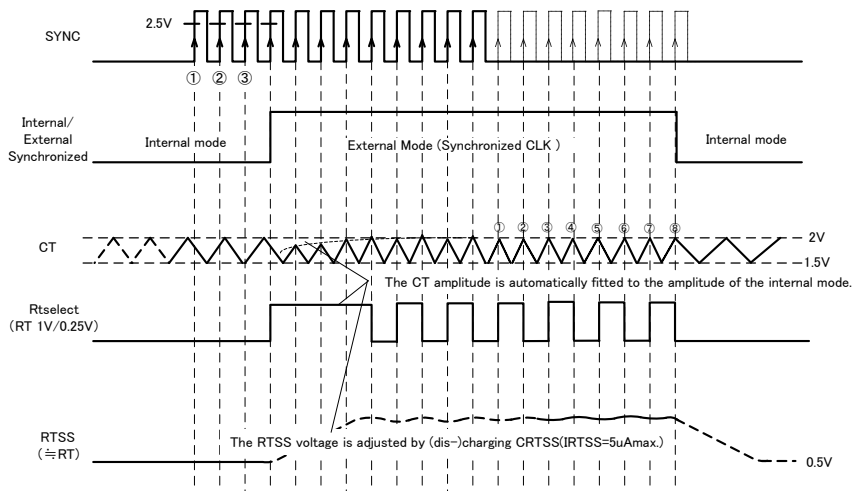 2.5V
SYNC
① ② ③
Internal/
External
Synchronized
Internal mode
External Mode (Synchronized CLK )
Internal mode
① ② ③ ④ ⑤ ⑥ ⑦ ⑧
CT
2V
1.5V
The CT amplitude is automatically fitted to the amplitude of the internal mode.
Rtselect
(RT 1V/0.25V)
The RTSS voltage is adjusted by (dis-)charging CRTSS(IRTSS=5uAmax.)
RTSS
(≒RT)
0.5V